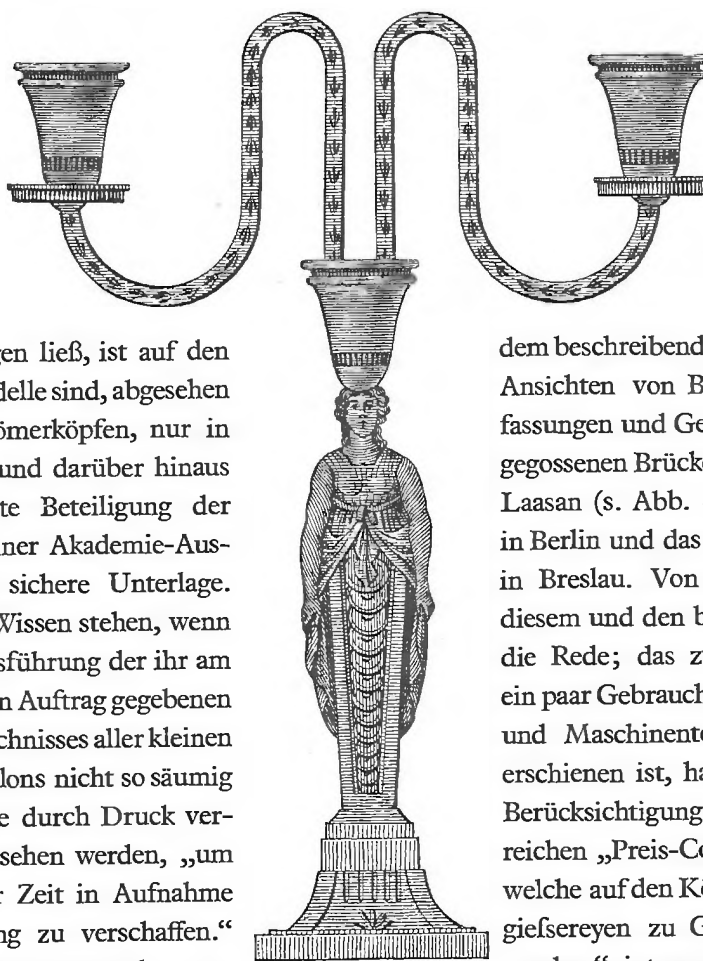 gen ließ, ist auf den
delle sind, abgesehen
ömerköpfen, nur in
und darüber hinaus
te Beteiligung der
iner Akademie-Aus-
sichere Unterlage.
Wissen stehen, wenn
sführung der ihr am
n Auftrag gegebenen
chnisses aller kleinen
lons nicht so säumig
e durch Druck ver-
sehen werden, „um
r Zeit in Aufnahme
ng zu verschaffen.“
dem beschreibend
Ansichten von B
fassungen und Ge
gegossenen Brücke
Laasan (s. Abb.
in Berlin und das
in Breslau. Von
diesem und den b
die Rede; das z
ein paar Gebrauch
und Maschinente
erschienen ist, ha
Berücksichtigung
reichen „Preis-Co
welche auf den Kö
giefsereyen zu G